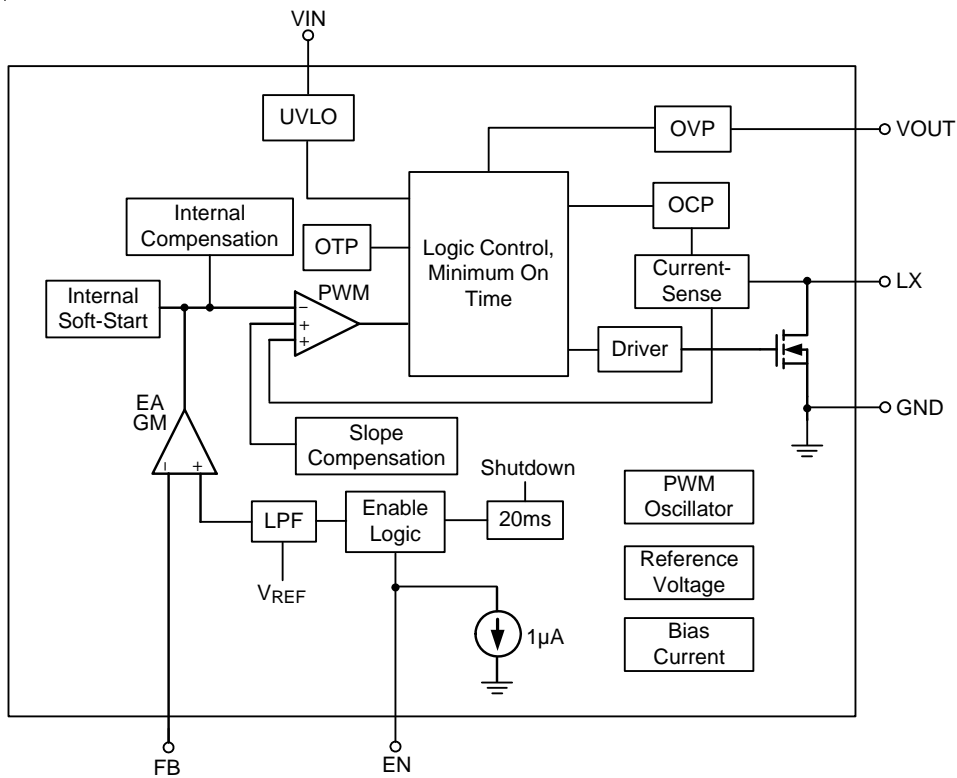 VIN
UVLO
OVP
VOUT
Internal
Compensation
OTP
Logic Control,
Minimum On
Time
OCP
Internal
Soft-Start
PWM
−
+
+
Current-
Sense
LX
Driver
EA
GM
−
+
Slope
Compensation
GND
Shutdown
LPF
Enable
Logic
20ms
PWM
Oscillator
VREF
Reference
Voltage
1µA
Bias
Current
FB
EN